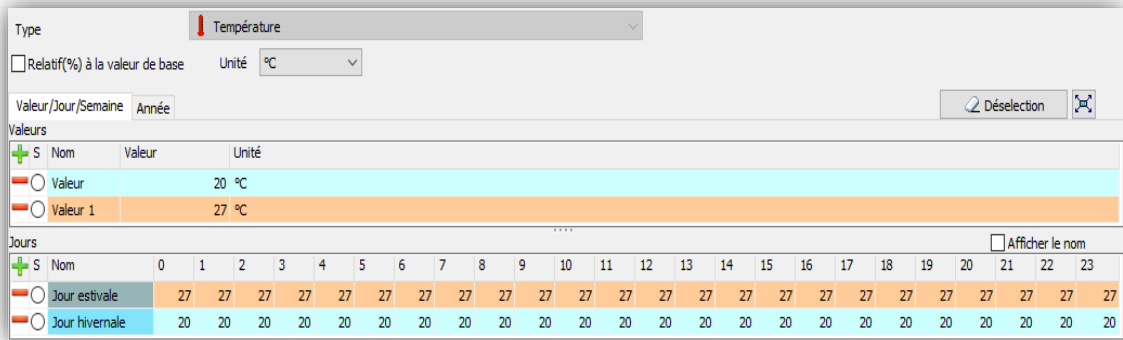 Type Température
Relatif(%) à la valeur de base Unité ºC
Valeur/Jour/Semaine Année Déselection
Valeurs
S Nom Valeur Unité
Valeur 20 ºC
Valeur 1 27 ºC
Jours Afficher le nom
S Nom 0 1 2 3 4 5 6 7 8 9 10 11 12 13 14 15 16 17 18 19 20 21 22 23
Jour estivale 27 27 27 27 27 27 27 27 27 27 27 27 27 27 27 27 27 27 27 27 27 27 27 27
Jour hivernale 20 20 20 20 20 20 20 20 20 20 20 20 20 20 20 20 20 20 20 20 20 20 20 20